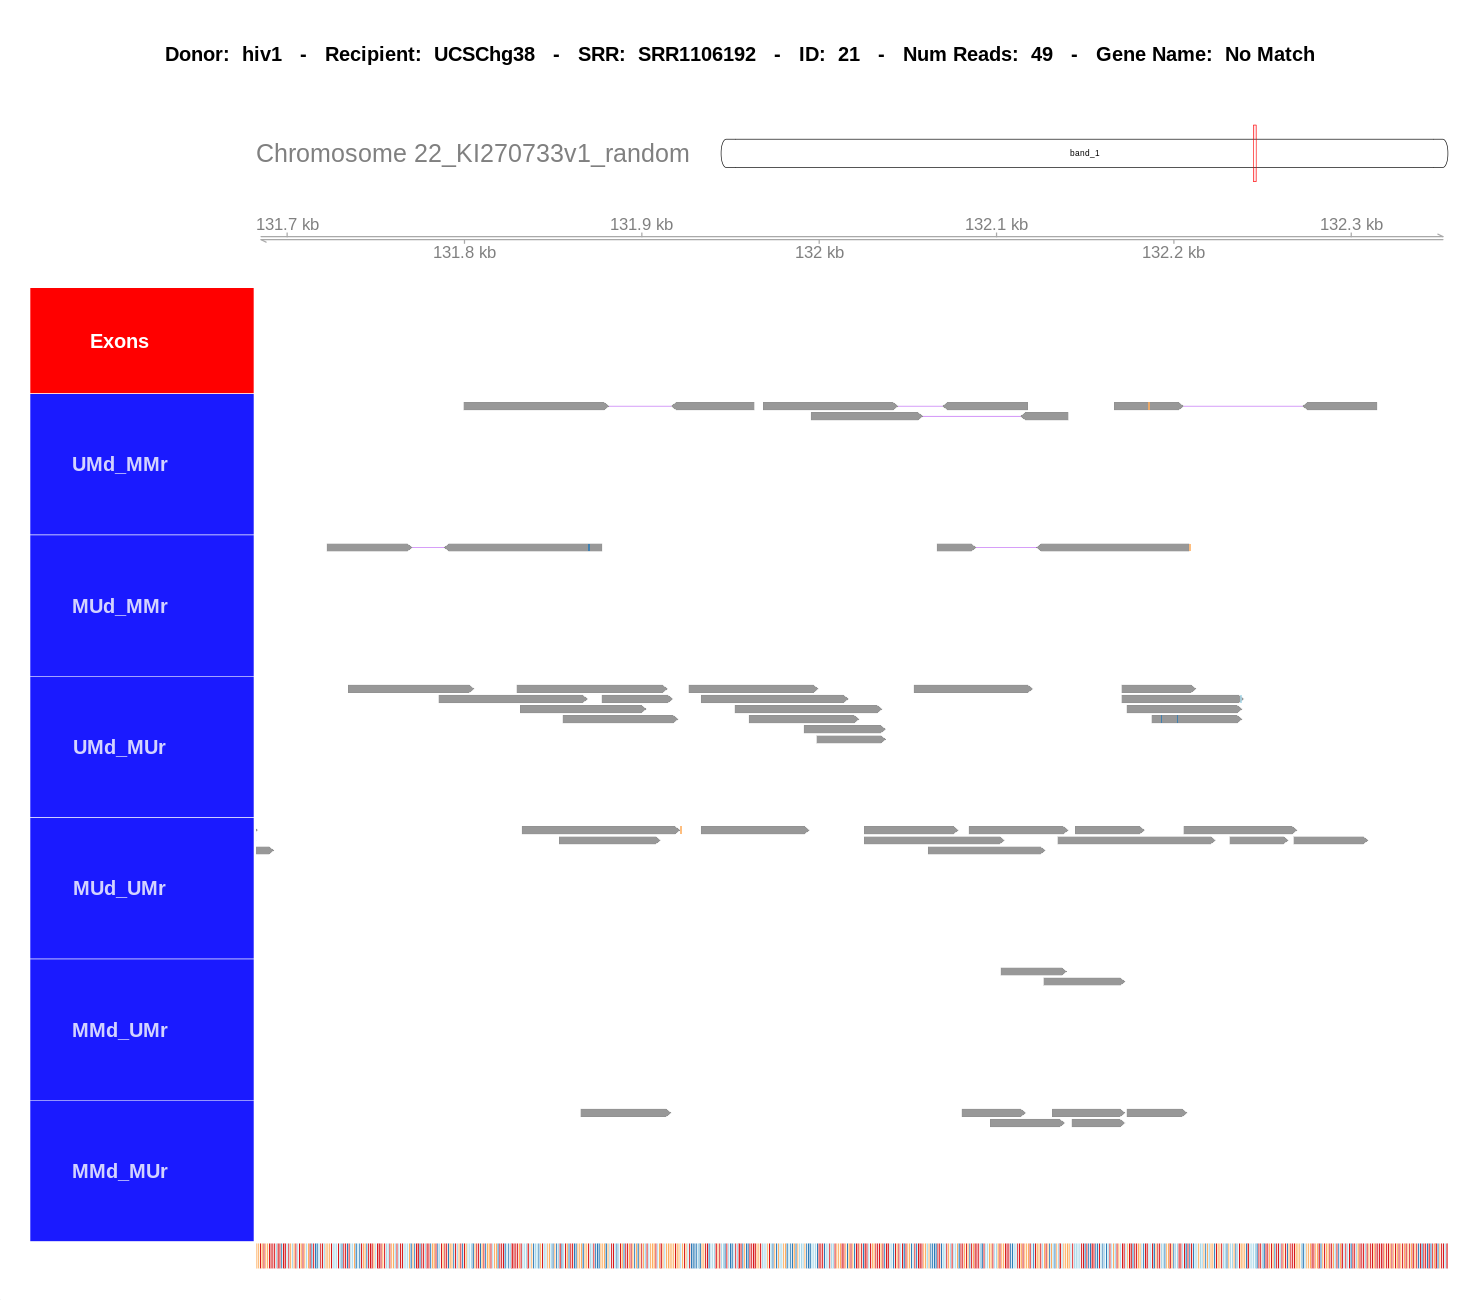 Donor: hiv1 - Recipient: UCSChg38 - SRR: SRR1106192 - ID: 21 - Num Reads: 49 - Gene Name: No Match
Chromosome 22_KI270733v1_random
band_1
131.7 kb 131.9 kb 132.1 kb 132.3 kb
131.8 kb 132 kb 132.2 kb
Exons
UMd_MMr
MUd_MMr
UMd_MUr
MUd_UMr
MMd_UMr
MMd_MUr